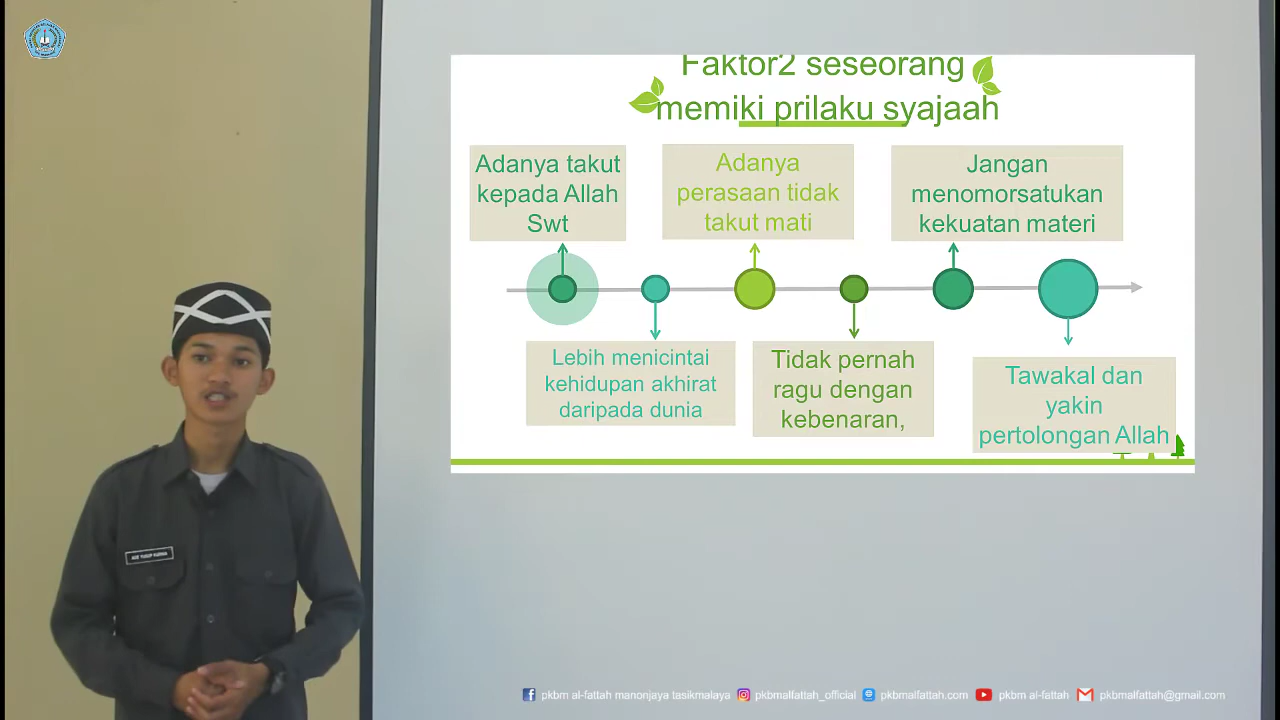 Faktor2 seseorang
memiki prilaku syajaah
Adanya takut
kepada Allah
Swt
Adanya
perasaan tidak
takut mati
Jangan
menomorsatukan
kekuatan materi
Lebih menicintai
kehidupan akhirat
daripada dunia
Tidak pernah
ragu dengan
kebenaran,
Tawakal dan
yakin
pertolongan Allah
pkbm al-fattah manonjaya tasikmalaya
pkbmalfattah_official
pkbmalfattah.com
pkbm al-fattah
pkbmalfattah@gmail.com